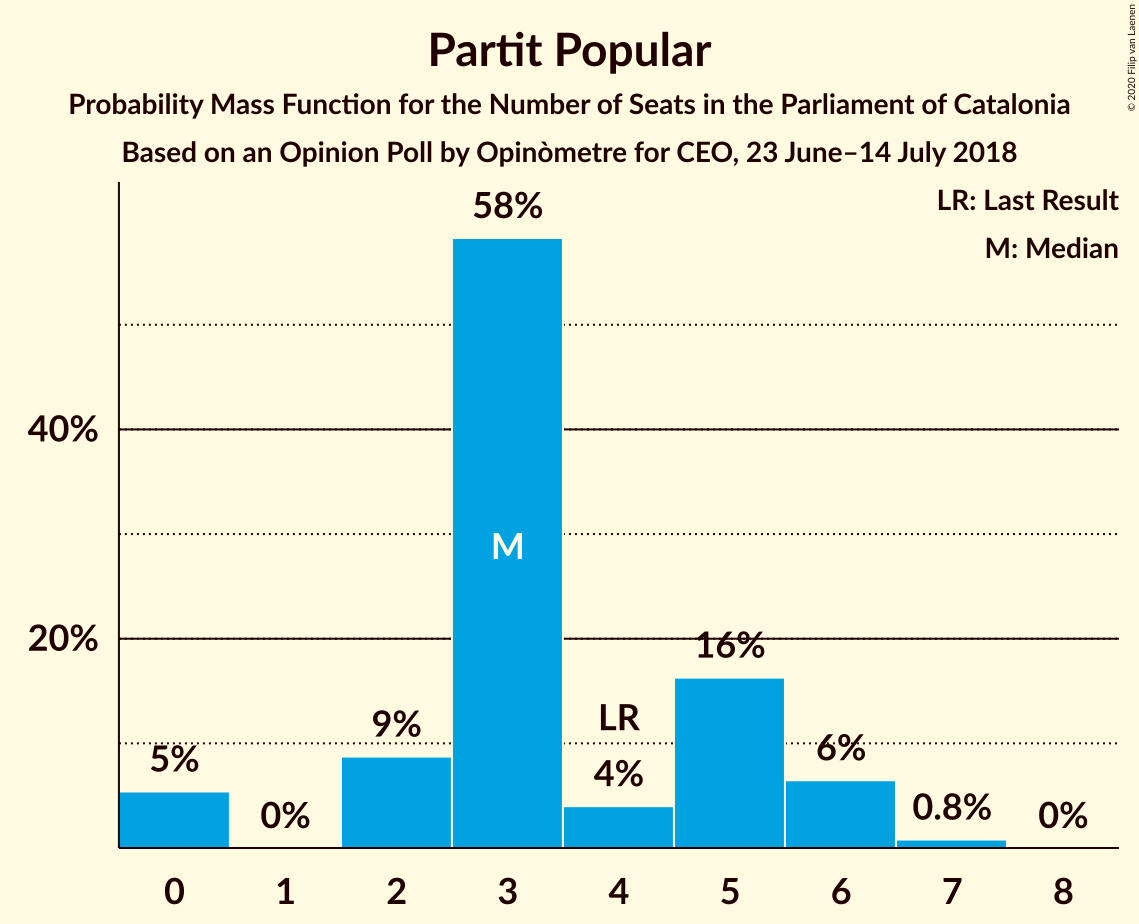 Partit Popular
Probability Mass Function for the Number of Seats in the Parliament of Catalonia
Based on an Opinion Poll by Opinòmetre for CEO, 23 June–14 July 2018
© 2020 Filip van Laenen
LR: Last Result
M: Median
58%
40%
M
20%
16%
LR
9%
6%
5%
4%
0.8%
0%
0%
0 1 2 3 4 5 6 7 8